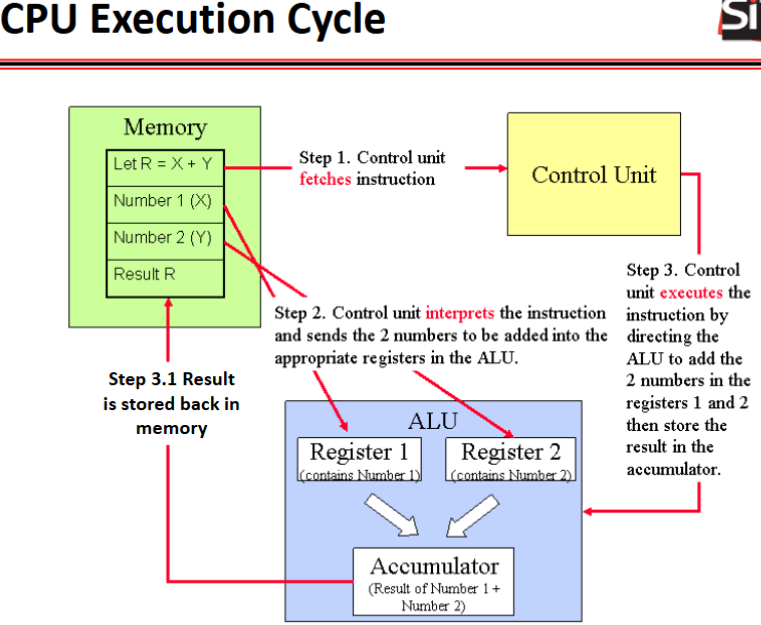 CPU Execution Cycle
Si
Memory
Let R = X + Y
Number 1 (X)
Number 2 (Y)
Result R
Step 1. Control unit
fetches instruction
Control Unit
Step 2. Control unit interprets the instruction
and sends the 2 numbers to be added into the
appropriate registers in the ALU.
Step 3. Control
unit executes the
instruction by
directing the
ALU to add the
2 numbers in the
registers 1 and 2
then store the
result in the
accumulator.
Step 3.1 Result
is stored back in
memory
ALU
Register 1
(contains Number 1)
Register 2
(contains Number 2)
Accumulator
(Result of Number 1 +
Number 2)